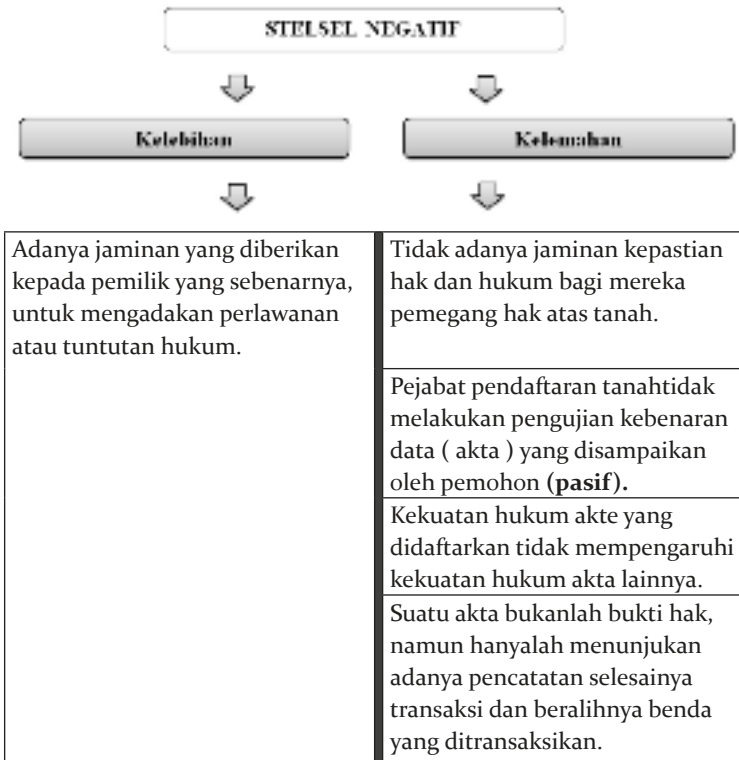 STELSEL NEGATIF
Kelebihan
Kelemahan
Adanya jaminan yang diberikan
kepada pemilik yang sebenarnya,
untuk mengadakan perlawanan
atau tuntutan hukum.
Tidak adanya jaminan kepastian
hak dan hukum bagi mereka
pemegang hak atas tanah.
Pejabat pendaftaran tanahtidak
melakukan pengujian kebenaran
data ( akta ) yang disampaikan
oleh pemohon (pasif).
Kekuatan hukum akte yang
didaftarkan tidak mempengaruhi
kekuatan hukum akta lainnya.
Suatu akta bukanlah bukti hak,
namun hanyalah menunjukan
adanya pencatatan selesainya
transaksi dan beralihnya benda
yang ditransaksikan.